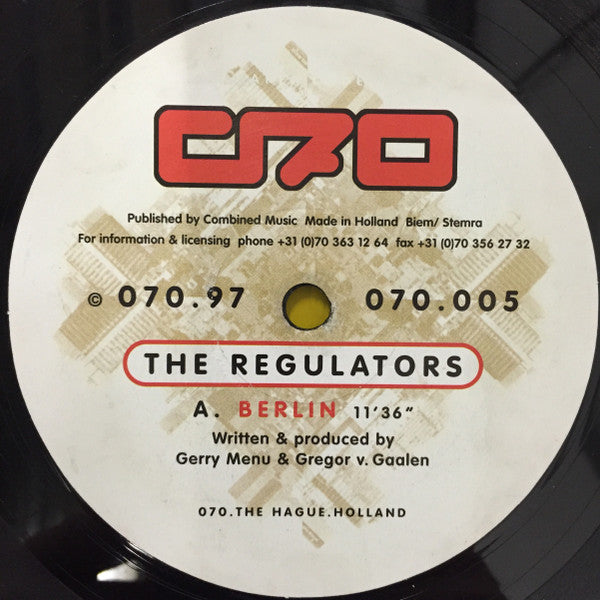 070
Published by Combined Music Made in Holland Biem/ Stemra
For information & licensing phone +31 (0)70 363 12 64 fax +31 (0)70 356 27 32
© 070.97 070.005
THE REGULATORS
A. BERLIN 11'36"
Written & produced by
Gerry Menu & Gregor v. Gaalen
070.THE HAGUE.HOLLAND